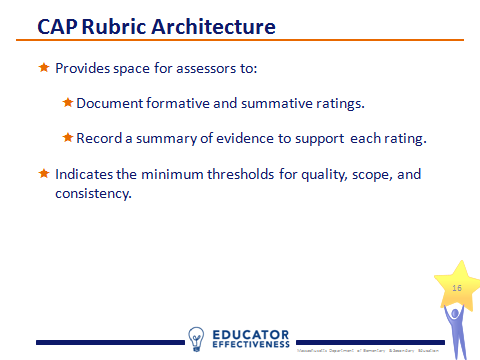 CAP Rubric Architecture
Provides space for assessors to:
Document formative and summative ratings.
Record a summary of evidence to support each rating.
Indicates the minimum thresholds for quality, scope, and
consistency.
16
EDUCATOR
EFFECTIVENESS
Massachusetts Department of Elementary & Secondary Education